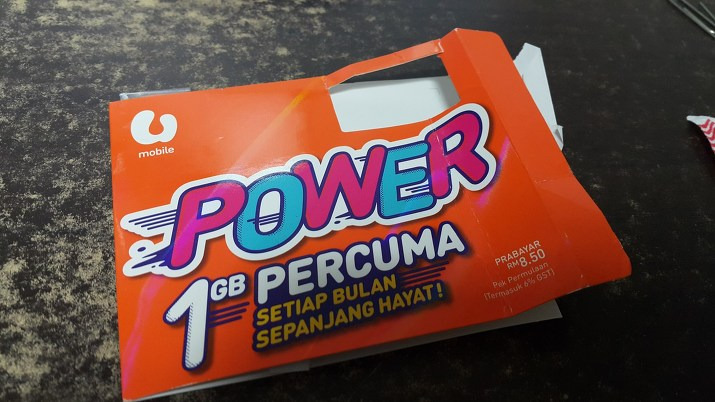 mobile
POWER
1GB PERCUMA
SETIAP BULAN
SEPANJANG HAYAT!
PRABAYAR
RM8.50
Pek Permulaan
(Termasuk 6% GST)